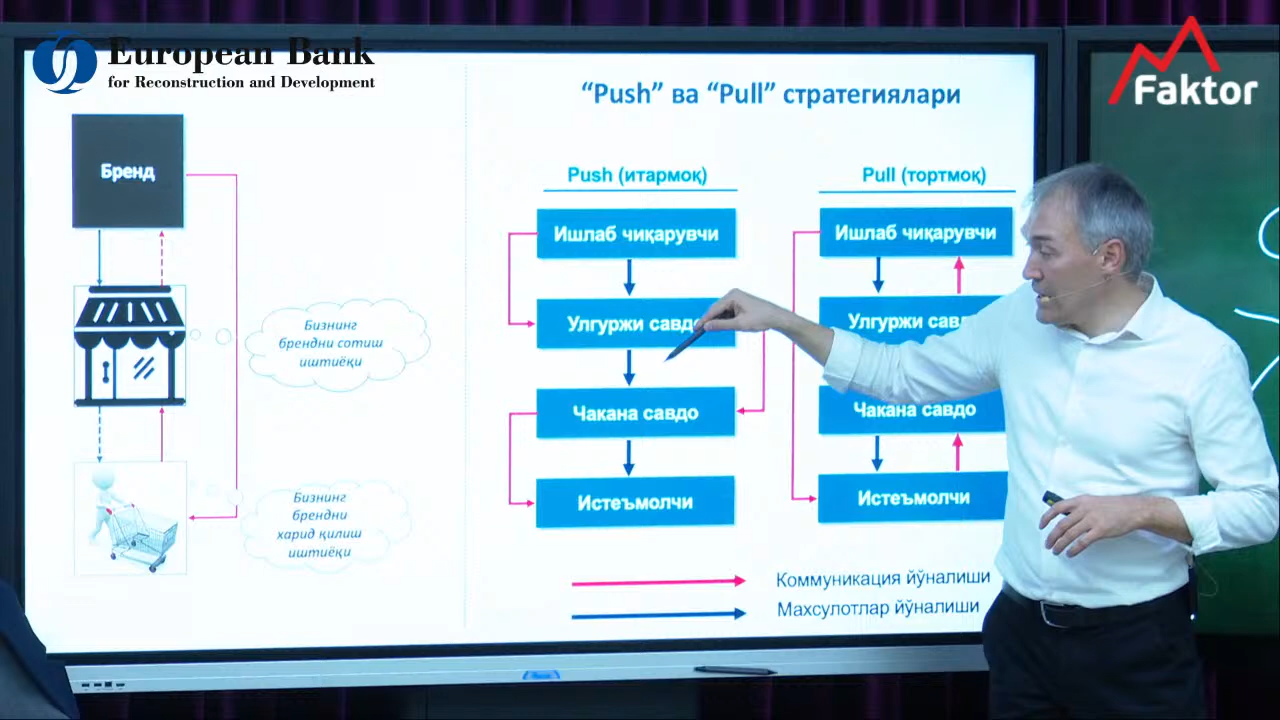 European Bank
for Reconstruction and Development
Faktor
“Push” ва “Pull” стратегиялари
Бренд
Бизнинг
брендни сотиш
иштиёқи
Бизнинг
брендни
харид қилиш
иштиёқи
Push (итармоқ)
Ишлаб чиқарувчи
Улгуржи
Чакана савдо
Истеъмолчи
Pull (тортмоқ)
Ишлаб чиқарувчи
Улгуржи
Чакана савдо
Истеъмолчи
Коммуникация йўналиши
Махсулотлар йўналиши